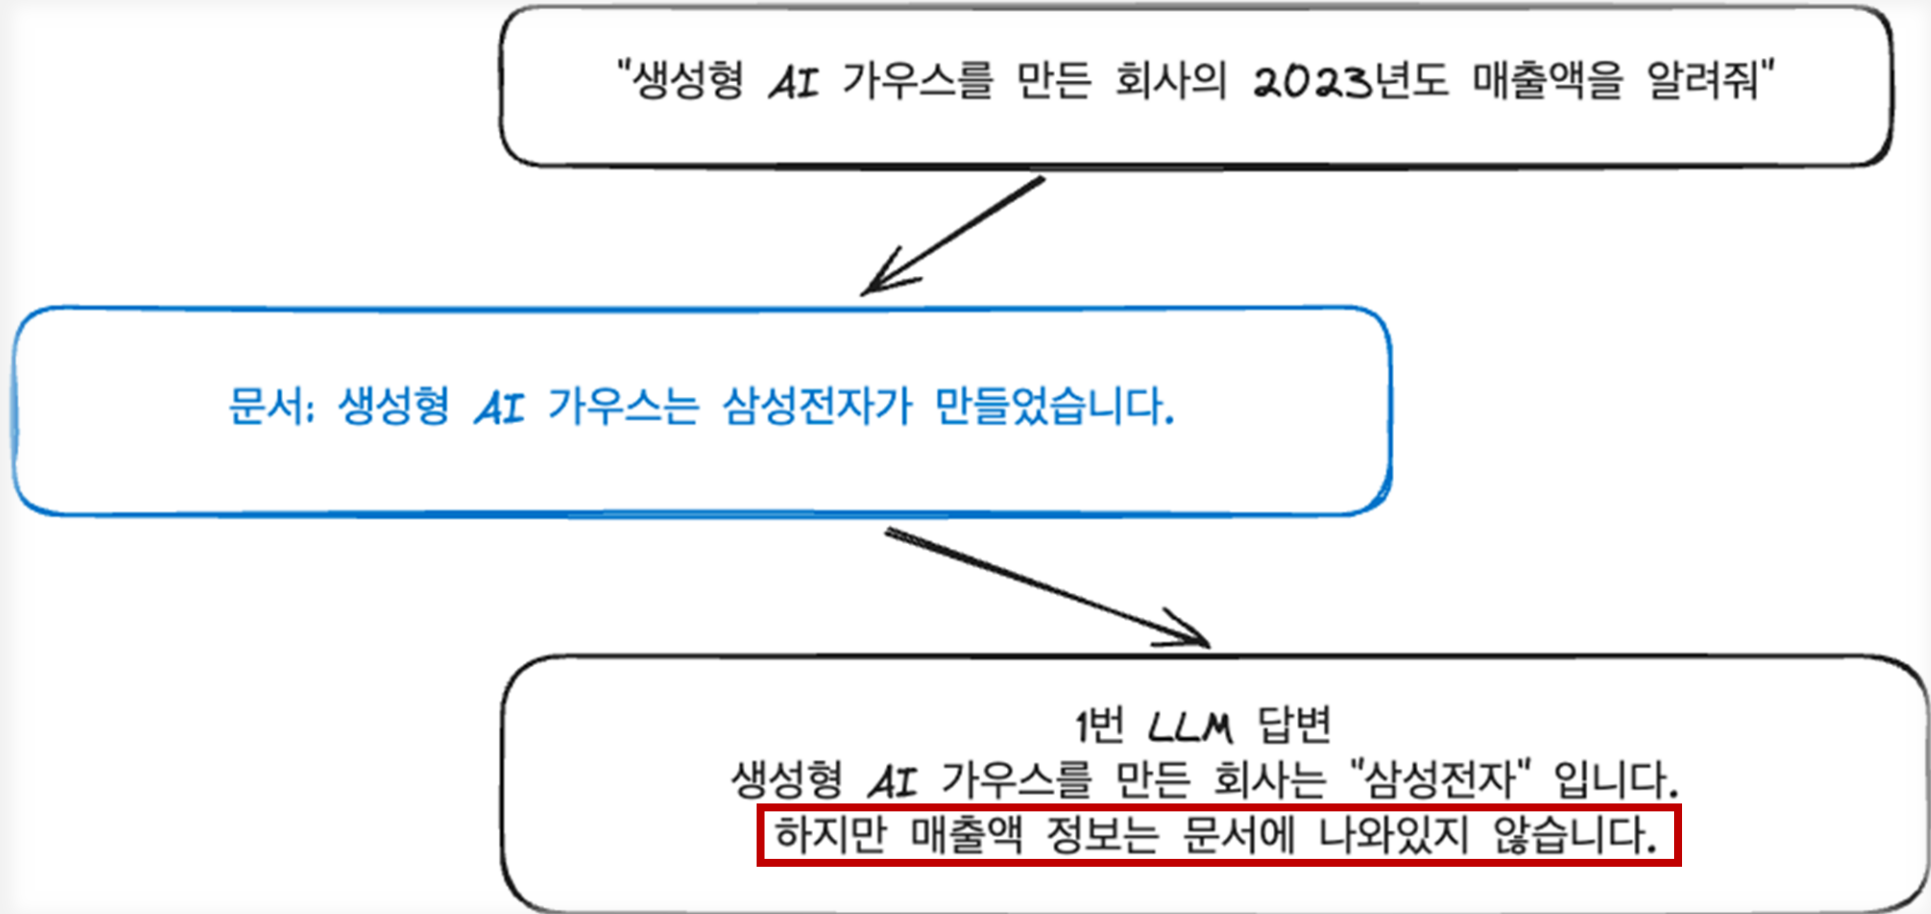 "생성형 AI 가우스를 만든 회사의 2023년도 매출액을 알려줘"
문서: 생성형 AI 가우스는 삼성전자가 만들었습니다.
1번 LLM 답변
생성형 AI 가우스를 만든 회사는 "삼성전자" 입니다.
하지만 매출액 정보는 문서에 나와있지 않습니다.